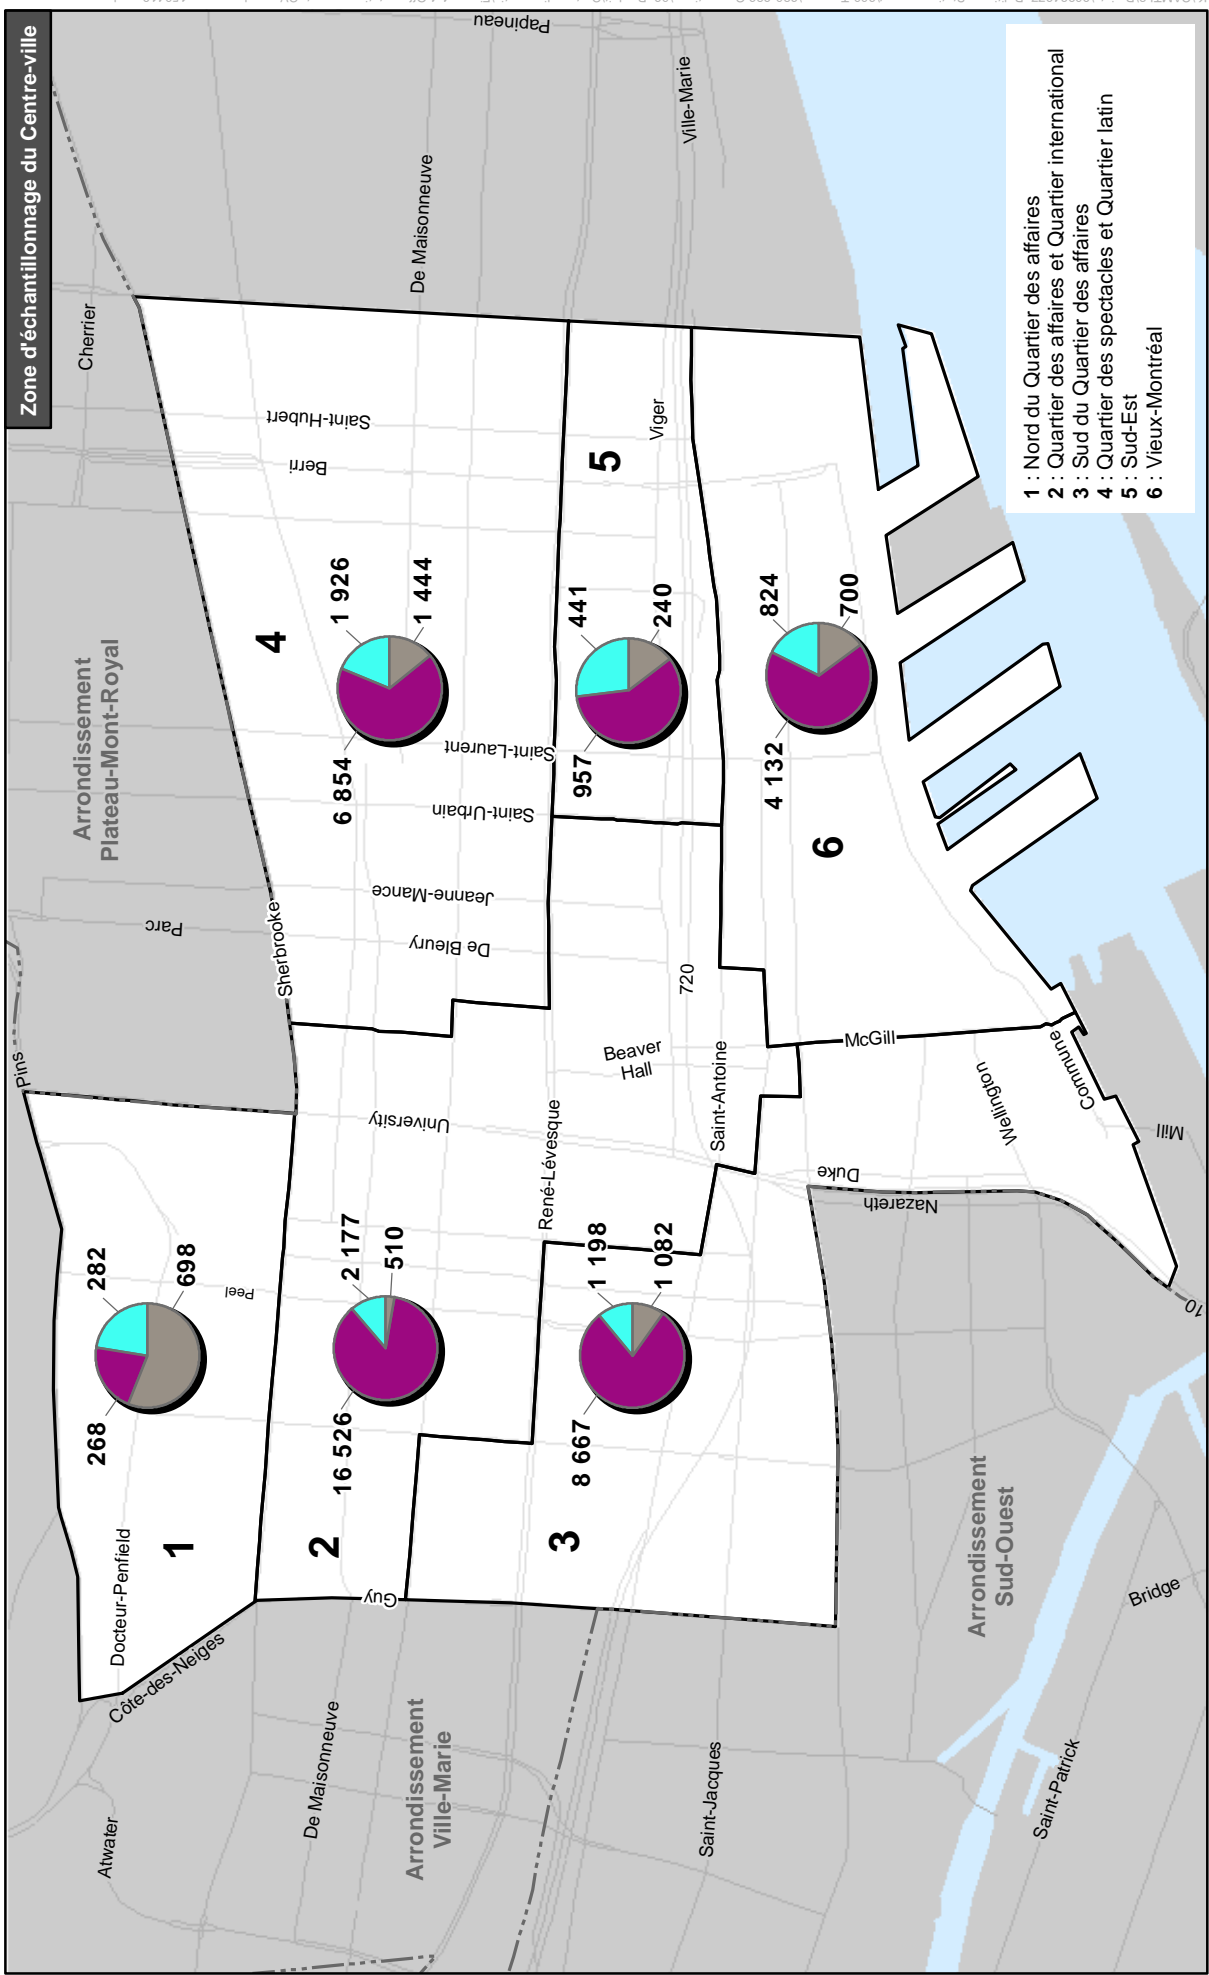 Zone d'échantillonnage du Centre-ville
Papineau
Ville-Marie
De Maisonneuve
Cherrier
Saint-Hubert
Berri
Viger
Arrondissement
Plateau-Mont-Royal
4
1 926
1 444
6 854
5
441
240
957
824
700
4 132
6
Saint-Laurent
Saint-Urbain
Jeanne-Mance
De Bleury
Parc
Sherbrooke
Pins
720
Beaver
Hall
Saint-Antoine
McGill
Wellington
Commune
Mill
Duke
Nazareth
10
University
René-Lévesque
Peel
282
698
268
1
Docteur-Penfield
Côte-des-Neiges
2 177
510
16 526
2
Guy
1 198
1 082
8 667
3
Arrondissement
Sud-Ouest
Bridge
Saint-Patrick
Saint-Jacques
Arrondissement
Ville-Marie
De Maisonneuve
Atwater
1 : Nord du Quartier des affaires
2 : Quartier des affaires et Quartier international
3 : Sud du Quartier des affaires
4 : Quartier des spectacles et Quartier latin
5 : Sud-Est
6 : Vieux-Montréal